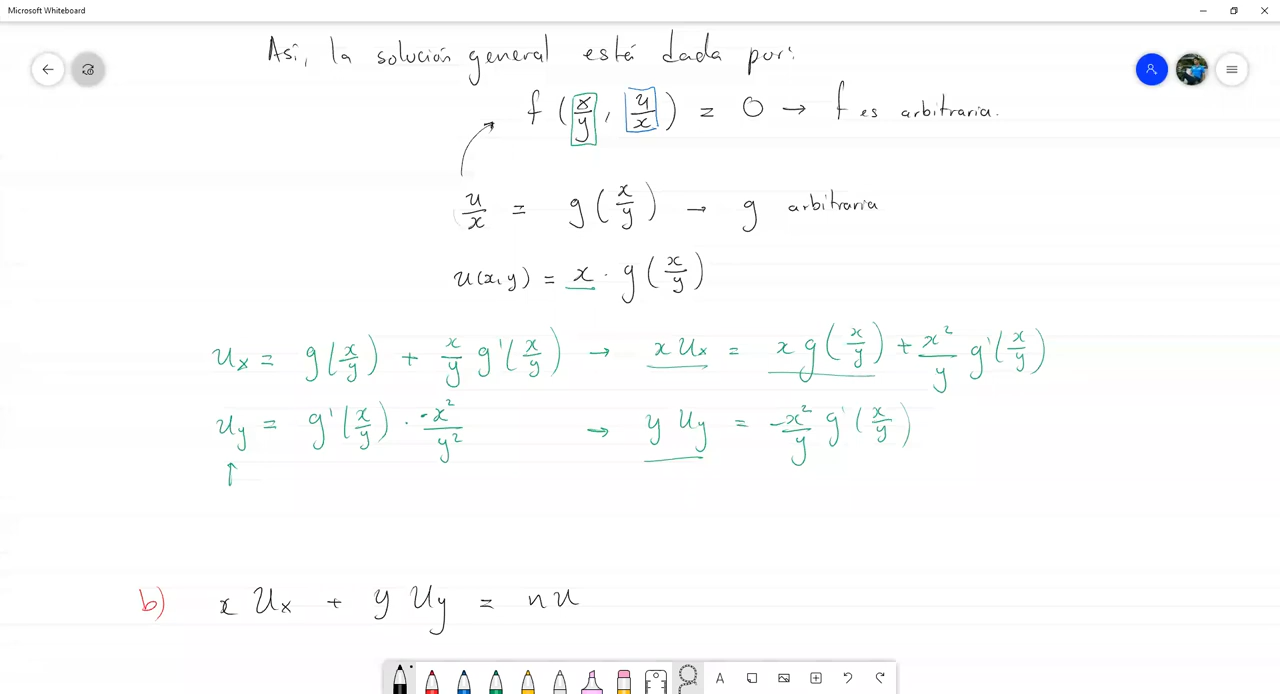 Microsoft Whiteboard
Así, la solución general está dada por:
f(x/y, u/x) = 0 → f es arbitraria.
u/x = g(x/y) → g arbitraria
u(x,y) = x · g(x/y)
Ux = g(x/y) + x/y g'(x/y) → x Ux = x g(x/y) + x²/y g'(x/y)
Uy = g'(x/y) · -x²/y² → y Uy = -x²/y g'(x/y)
↑
b) x Ux + y Uy = nu
A